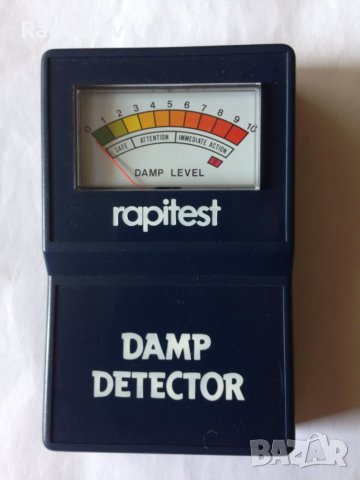 0 1 2 3 4 5 6 7 8 9 10
SAFE ATTENTION IMMEDIATE ACTION
DAMP LEVEL
rapitest
DAMP
DETECTOR
BAZAR